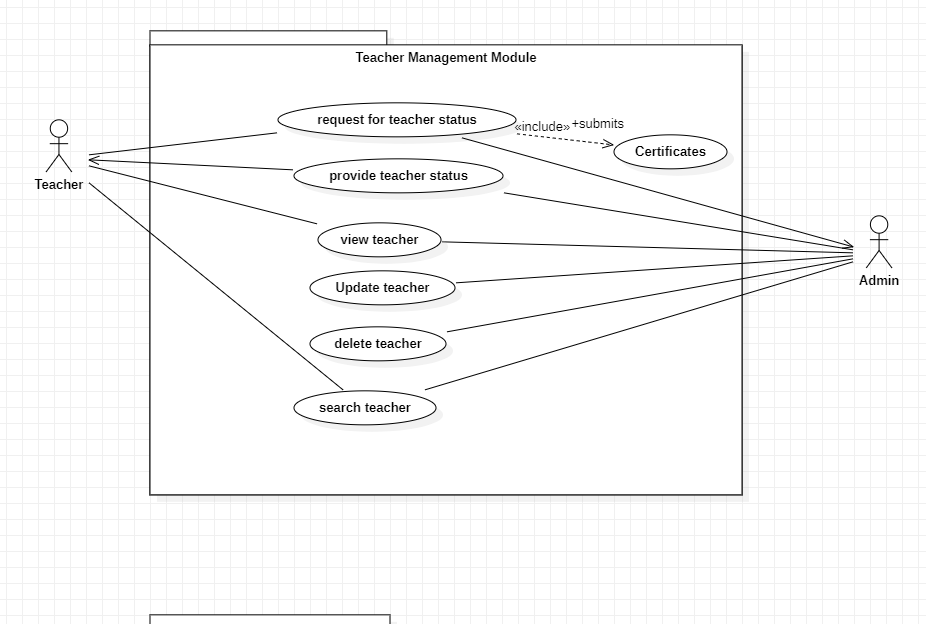 Teacher Management Module
request for teacher status
«include»
+submits
Certificates
provide teacher status
Teacher
view teacher
Admin
Update teacher
delete teacher
search teacher